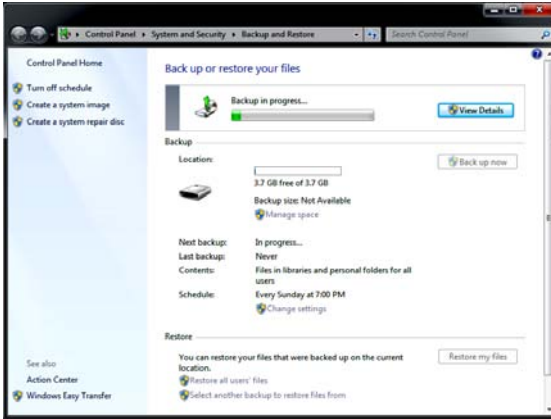 Control Panel ▸ System and Security ▸ Backup and Restore
Search Control Panel
Control Panel Home
Turn off schedule
Create a system image
Create a system repair disc
Back up or restore your files
Backup in progress...
View Details
Backup
Location:
Back up now
3.7 GB free of 3.7 GB
Backup size: Not Available
Manage space
Next backup: In progress...
Last backup: Never
Contents: Files in libraries and personal folders for all
users
Schedule: Every Sunday at 7:00 PM
Change settings
Restore
You can restore your files that were backed up on the current
location.
Restore my files
Restore all users' files
Select another backup to restore files from
See also
Action Center
Windows Easy Transfer